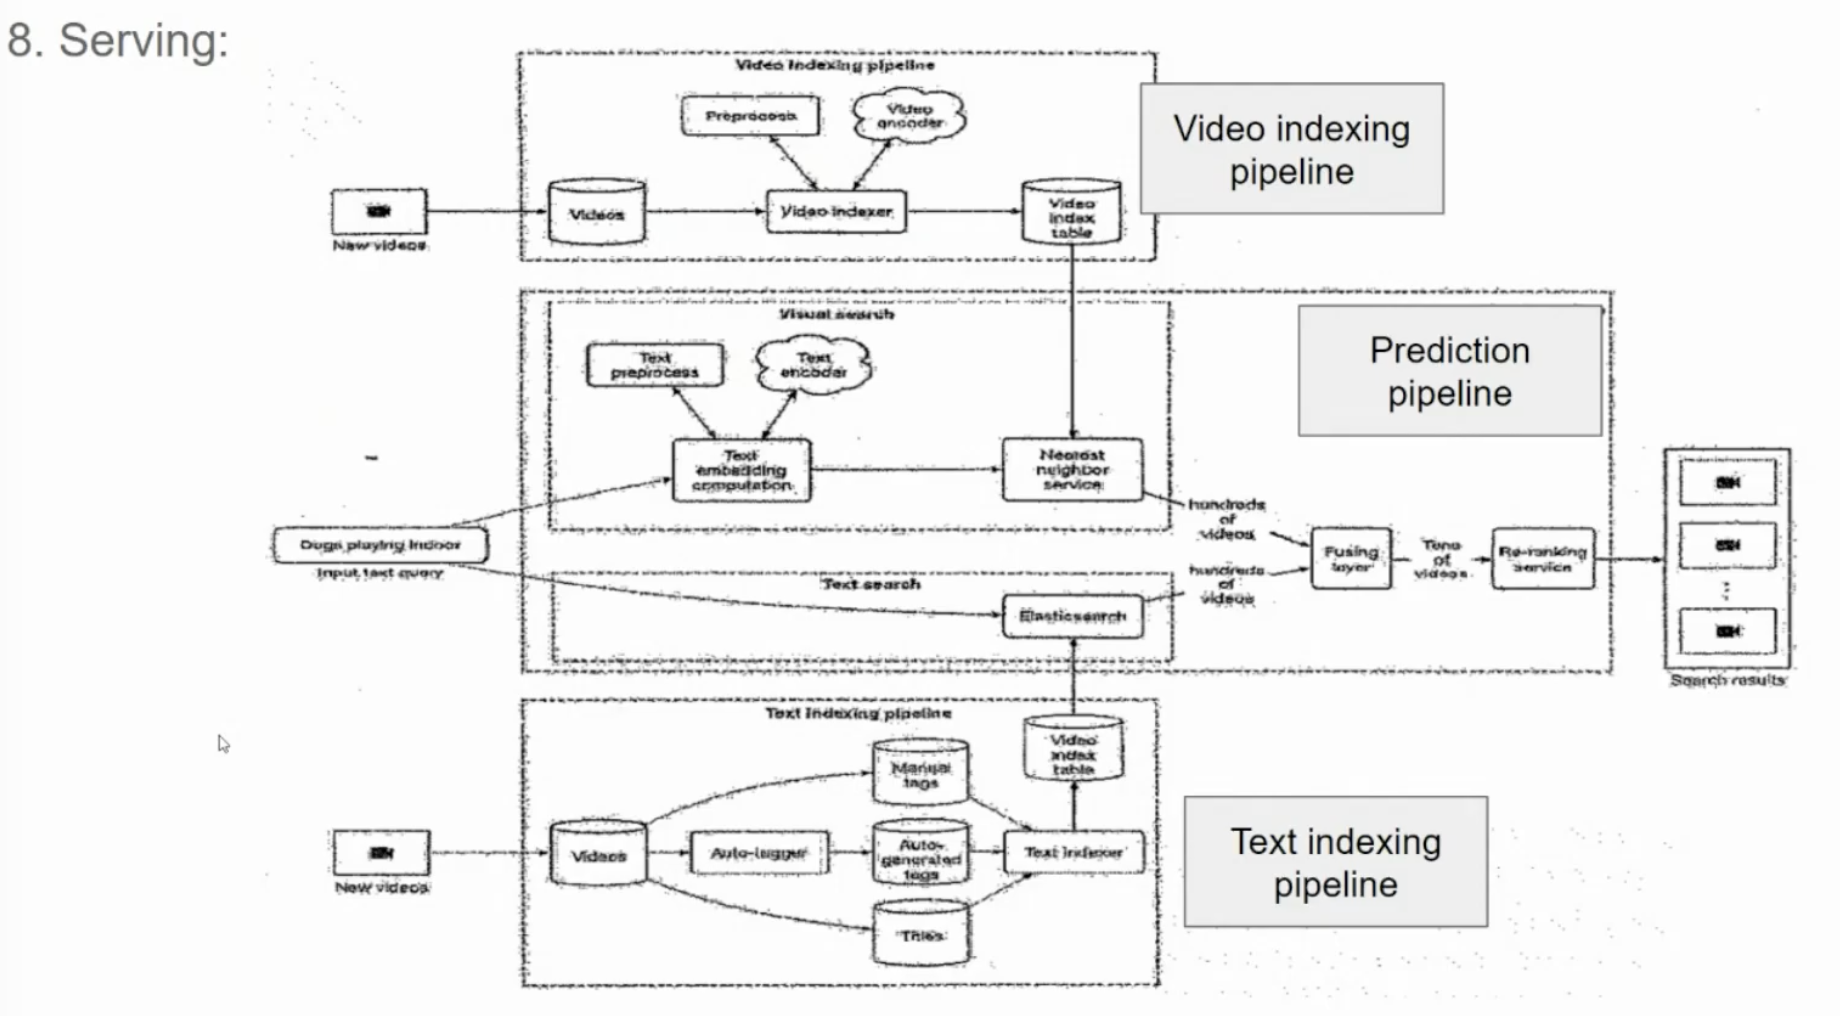 8. Serving:
Video indexing pipeline
Preprocess
Video
encoder
Video indexing
pipeline
Videos
Video indexer
Video
index
table
New videos
Visual search
Text
preprocess
Text
encoder
Prediction
pipeline
Text
embedding
computation
Nearest
neighbor
service
hundreds
of
videos
Dogs playing indoor
Input text query
Fusing
layer
Tens
of
videos
Re-ranking
service
hundreds
of
videos
Text search
Elasticsearch
Search results
Text indexing pipeline
Manual
tags
Video
index
table
Videos
Auto-tagger
Auto-
generated
tags
Text indexer
New videos
Titles
Text indexing
pipeline